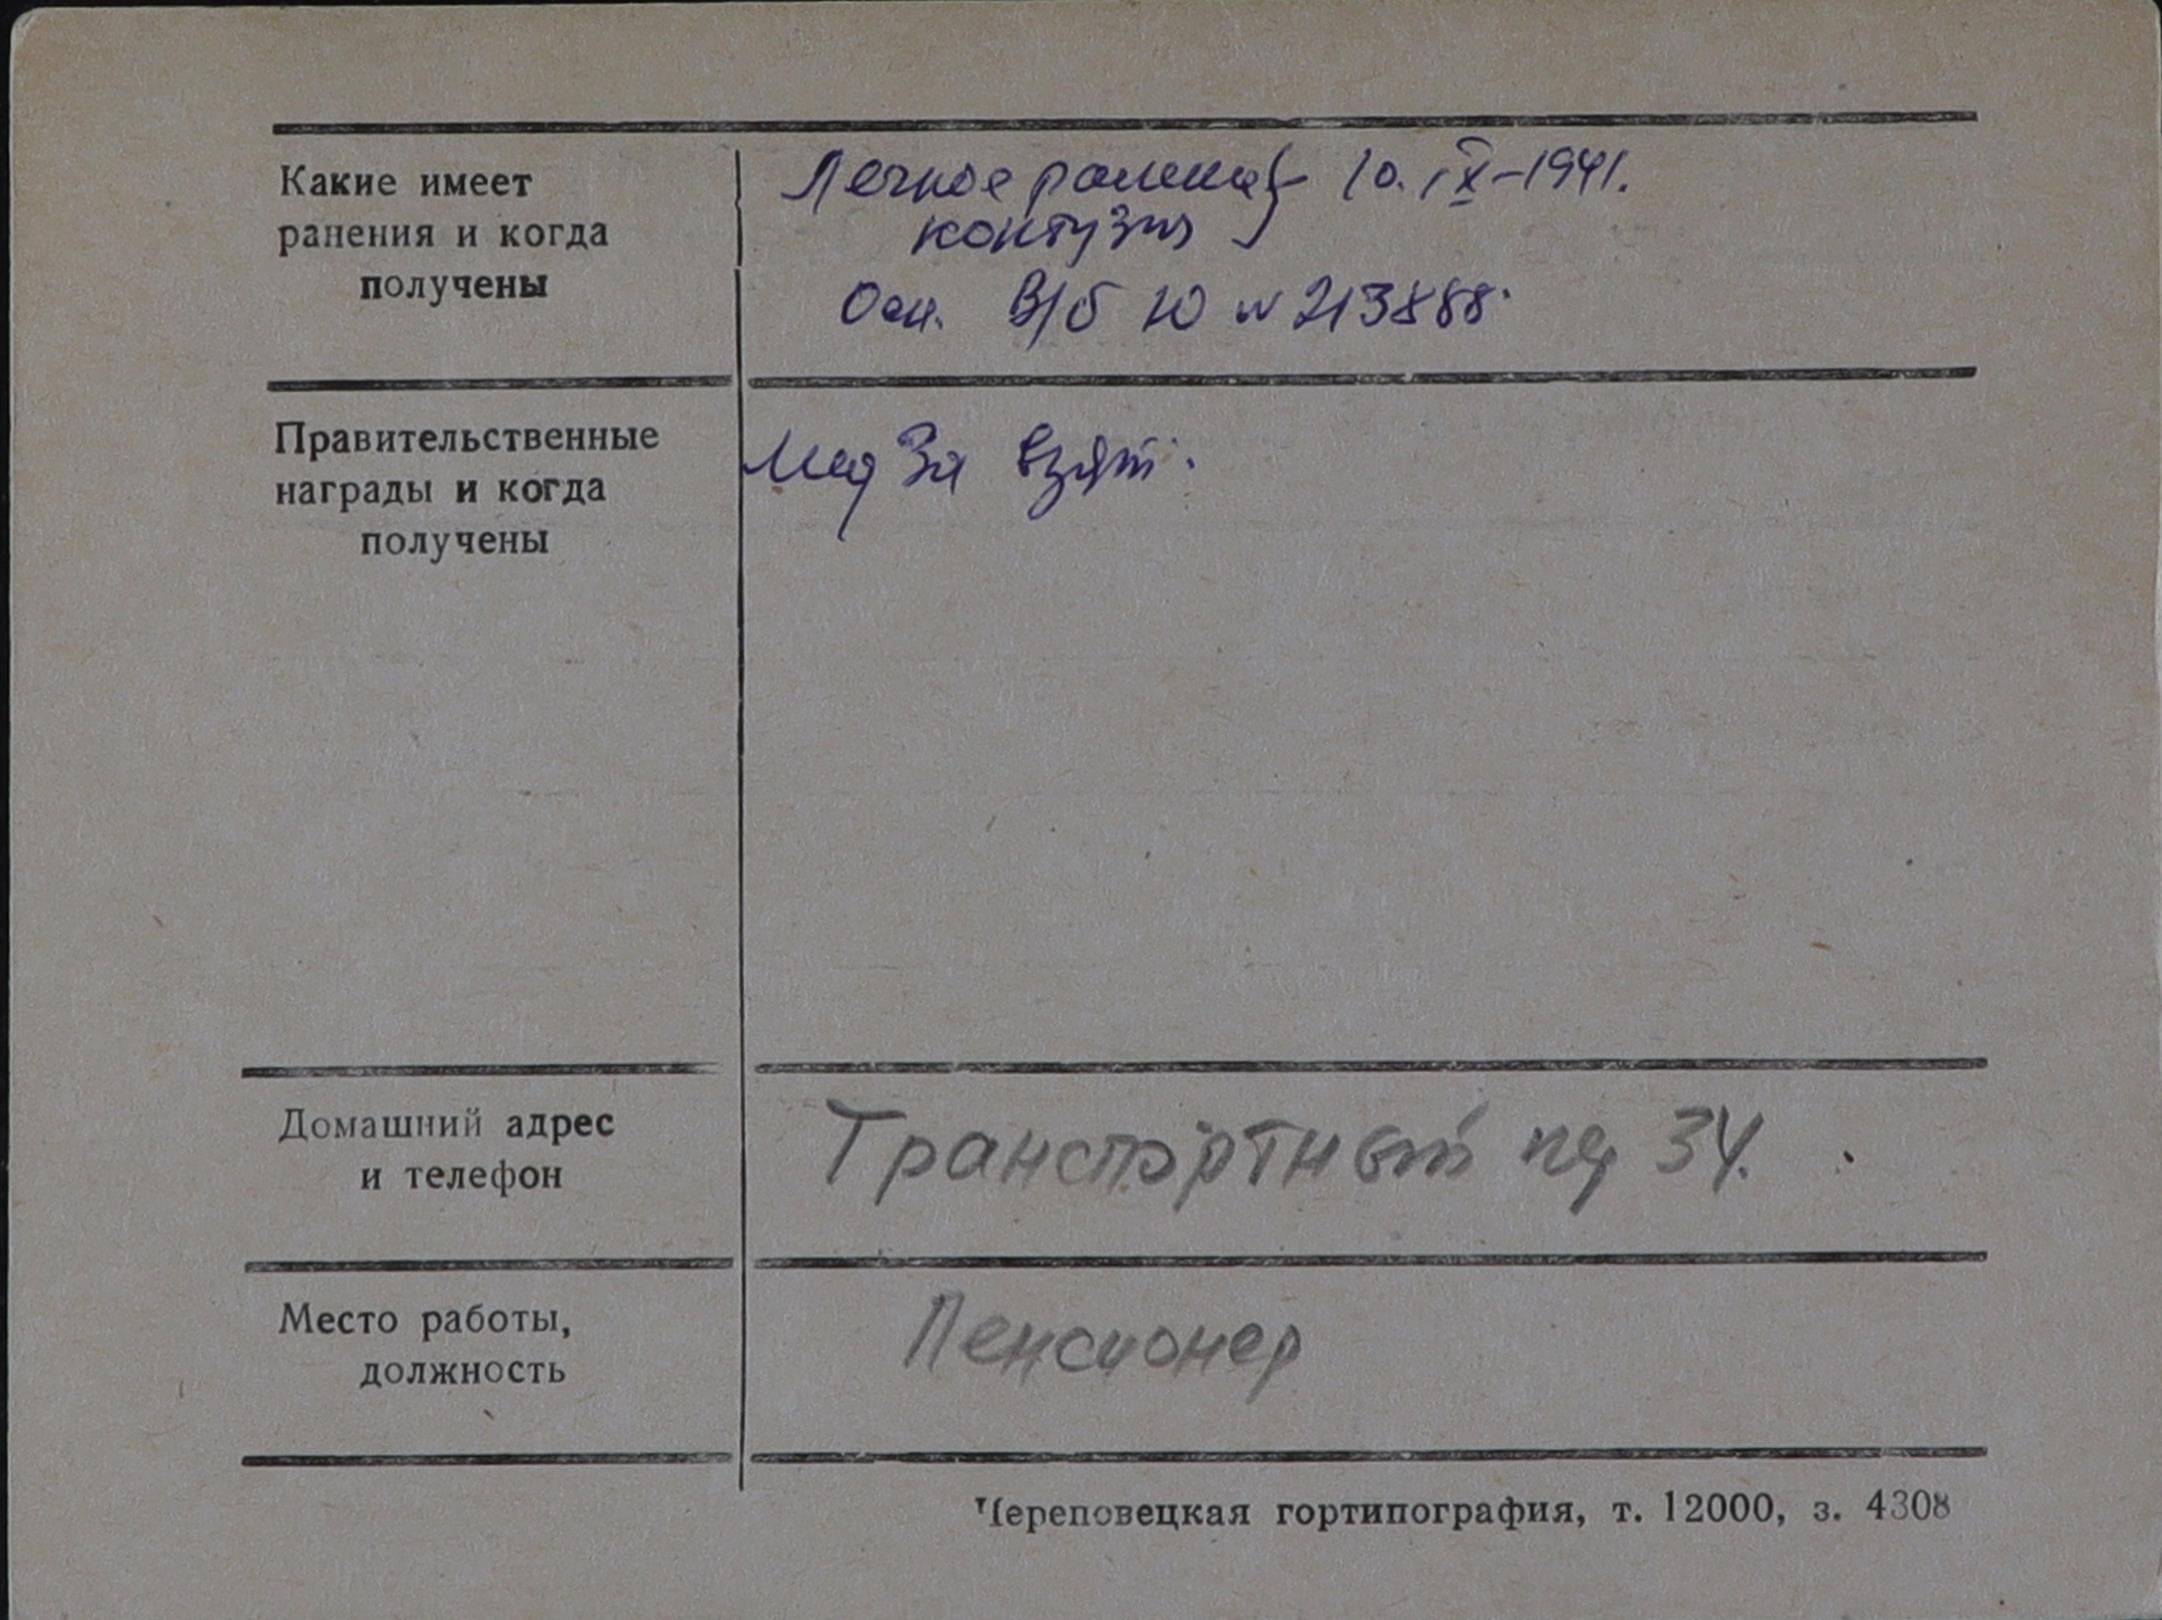 Какие имеет
ранения и когда
получены
Легкое ранение} - 10.IX-1941.
контузия
Осн. В/б Ю № 213888.
Правительственные
награды и когда
получены
Мед За взят.
Домашний адрес
и телефон
Транспортный пер 34.
Место работы,
должность
Пенсионер
Череповецкая гортипография, т. 12000, з. 4308